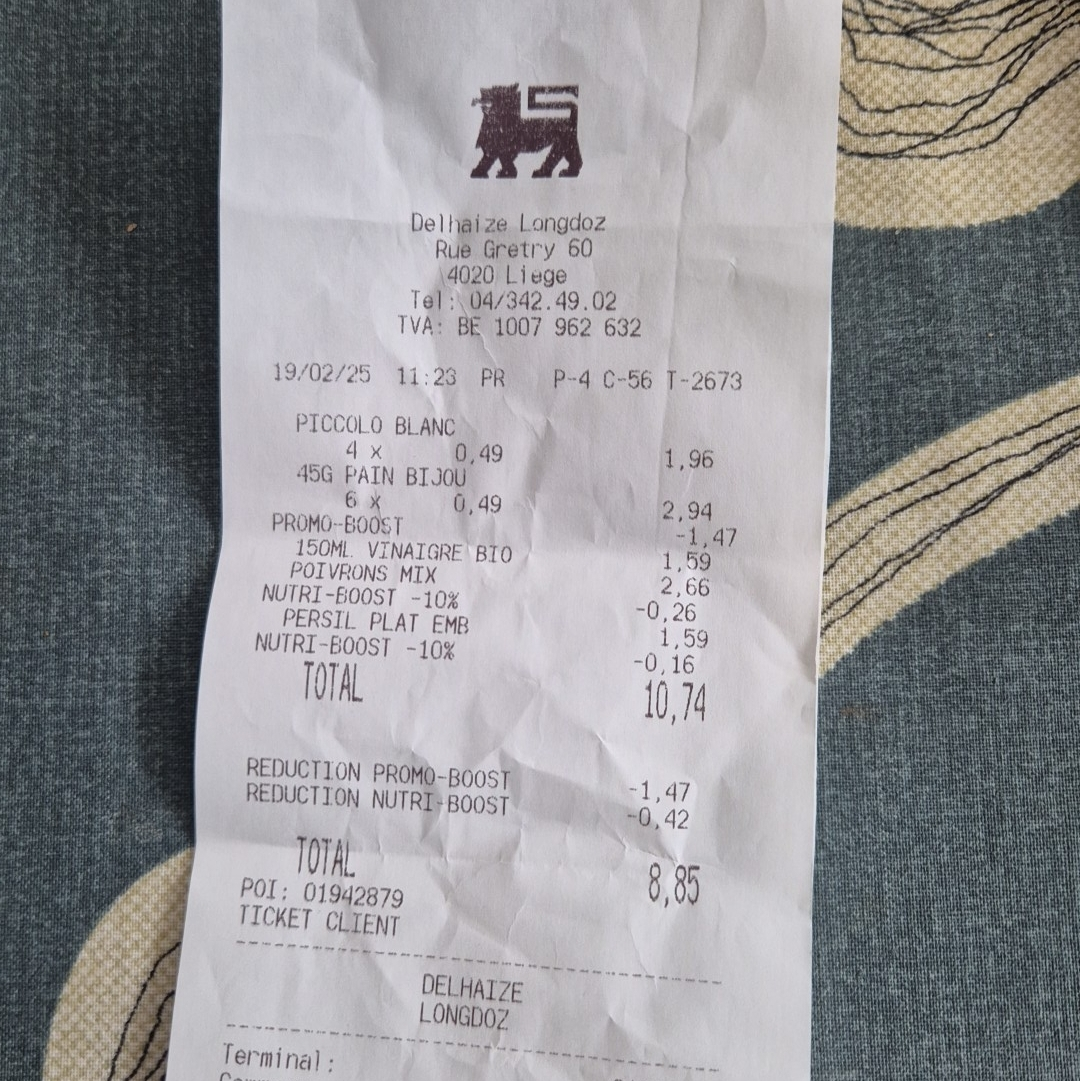 Delhaize Longdoz
Rue Gretry 60
4020 Liege
Tel: 04/342.49.02
TVA: BE 1007 962 632
19/02/25 11:23 PR P-4 C-56 T-2673
PICCOLO BLANC
4 x 0,49 1,96
45G PAIN BIJOU
6 x 0,49 2,94
PROMO-BOOST -1,47
150ML VINAIGRE BIO 1,59
POIVRONS MIX 2,66
NUTRI-BOOST -10% -0,26
PERSIL PLAT EMB 1,59
NUTRI-BOOST -10% -0,16
TOTAL 10,74
REDUCTION PROMO-BOOST -1,47
REDUCTION NUTRI-BOOST -0,42
TOTAL 8,85
POI: 01942879
TICKET CLIENT
DELHAIZE
LONGDOZ
Terminal: